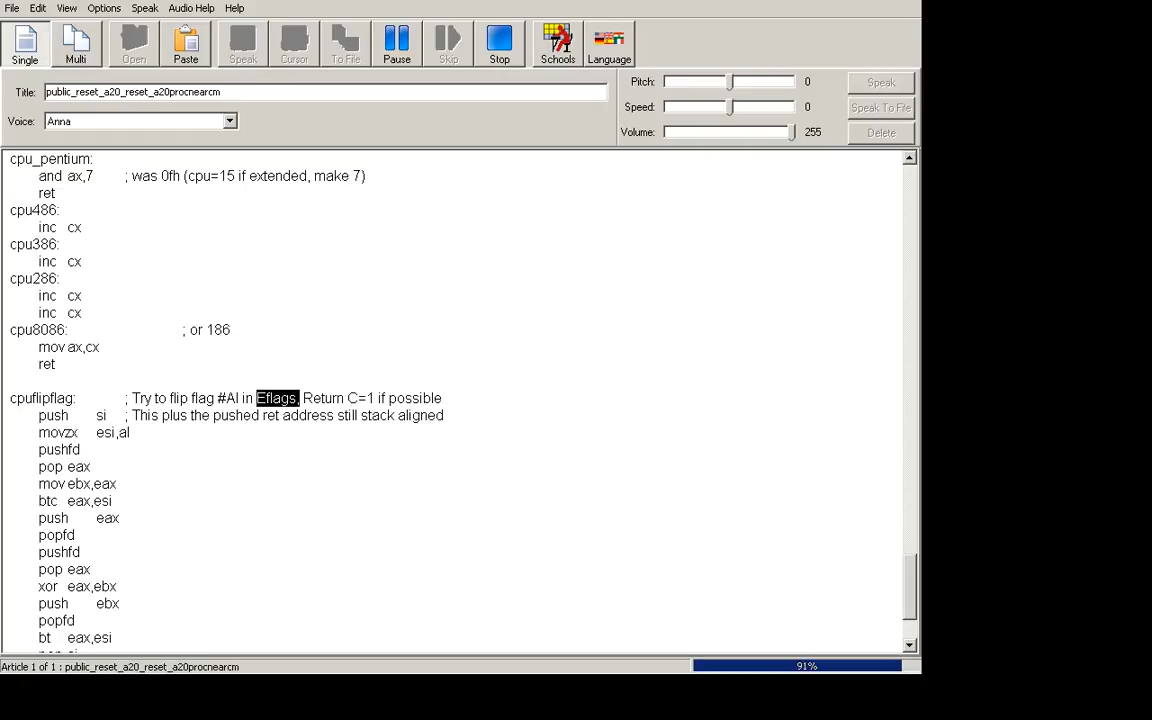 File Edit View Options Speak Audio Help Help
Single Multi Open Paste Speak Cursor To File Pause Skip Stop Schools Language
Title: public_reset_a20_reset_a20procnearcm
Voice: Anna
Pitch: 0 Speak
Speed: 0 Speak To File
Volume: 255 Delete
cpu_pentium:
and ax,7 ; was 0fh (cpu=15 if extended, make 7)
ret
cpu486:
inc cx
cpu386:
inc cx
cpu286:
inc cx
inc cx
cpu8086: ; or 186
mov ax,cx
ret
cpuflipflag: ; Try to flip flag #Al in Eflags, Return C=1 if possible
push si ; This plus the pushed ret address still stack aligned
movzx esi,al
pushfd
pop eax
mov ebx,eax
btc eax,esi
push eax
popfd
pushfd
pop eax
xor eax,ebx
push ebx
popfd
bt eax,esi
Article 1 of 1 : public_reset_a20_reset_a20procnearcm
91%